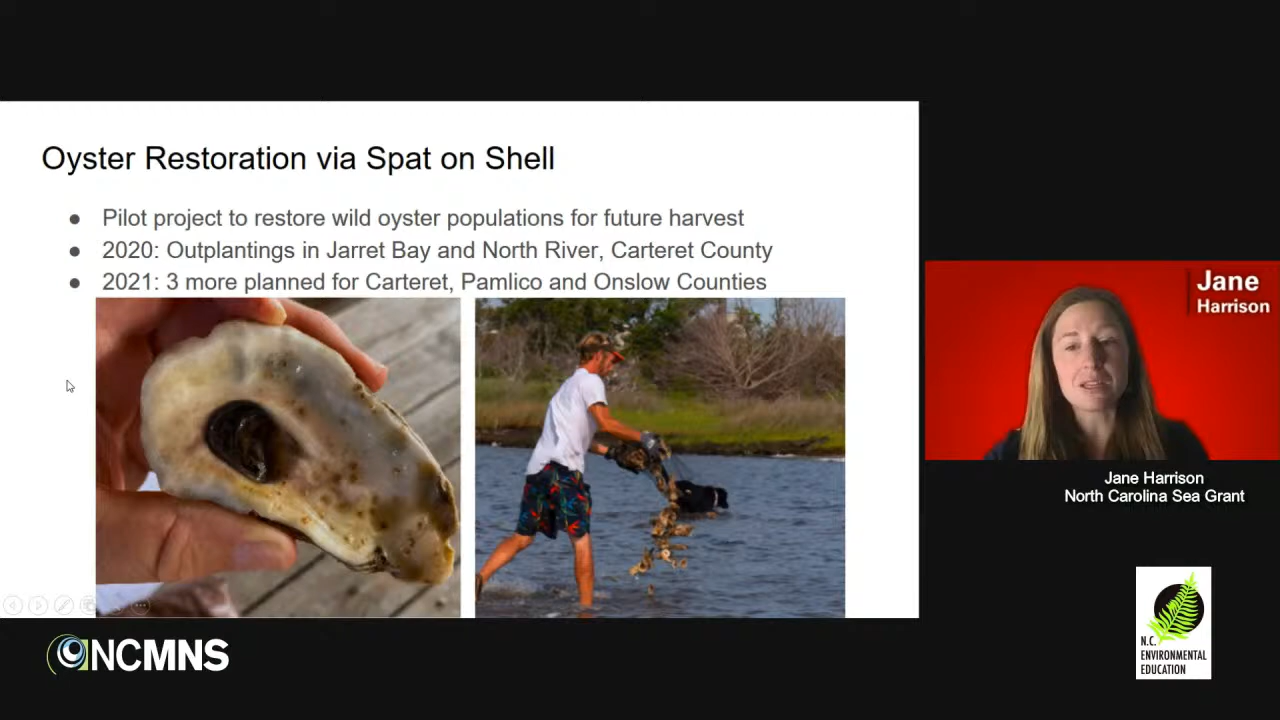 Oyster Restoration via Spat on Shell
● Pilot project to restore wild oyster populations for future harvest
● 2020: Outplantings in Jarret Bay and North River, Carteret County
● 2021: 3 more planned for Carteret, Pamlico and Onslow Counties
Jane
Harrison
Jane Harrison
North Carolina Sea Grant
NCMNS
N.C.
ENVIRONMENTAL
EDUCATION